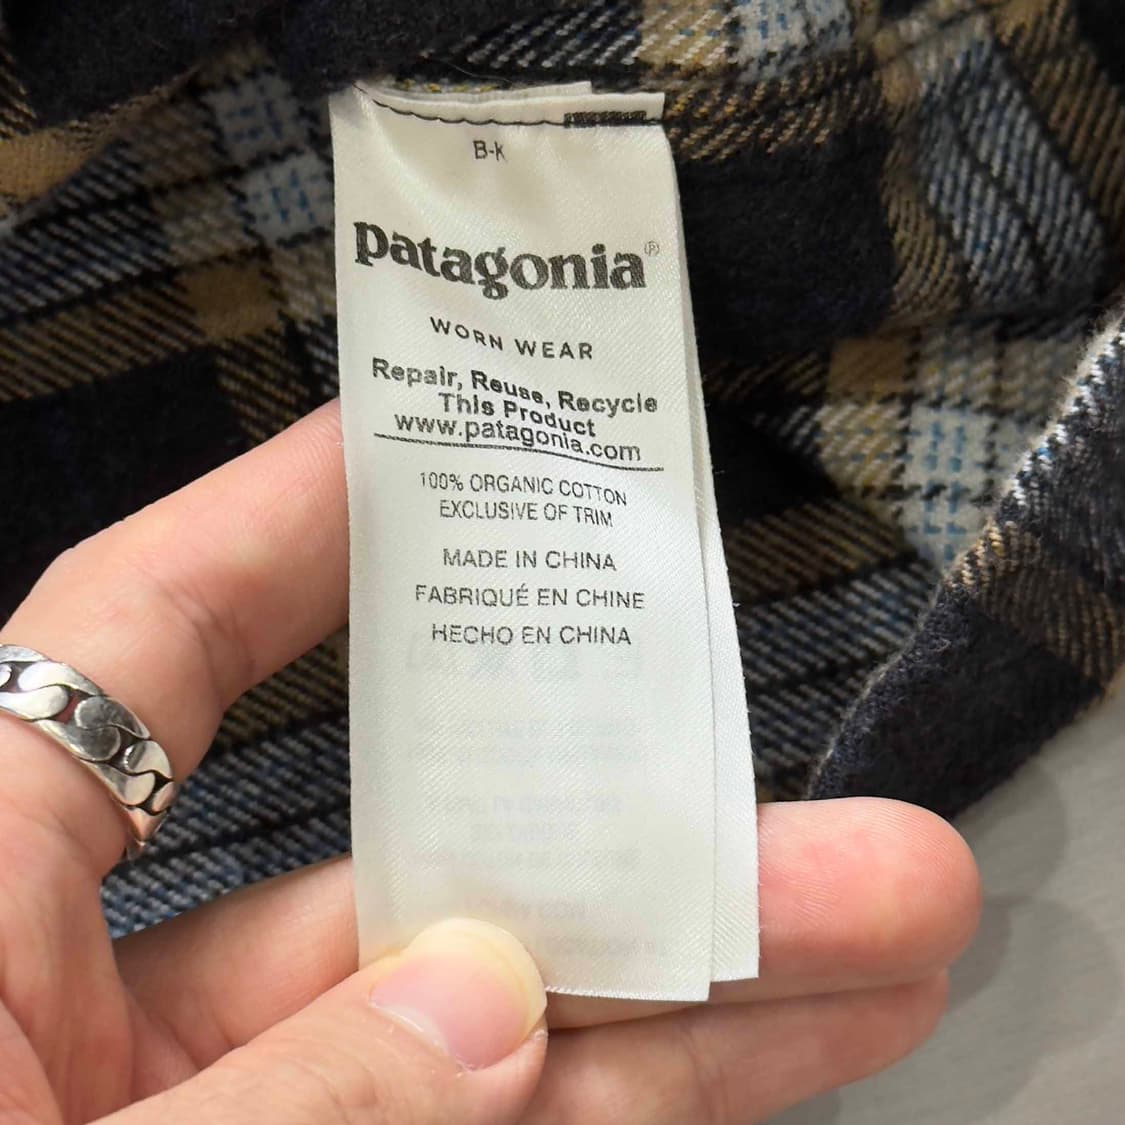 B-K
patagonia®
WORN WEAR
Repair, Reuse, Recycle
This Product
www.patagonia.com
100% ORGANIC COTTON
EXCLUSIVE OF TRIM
MADE IN CHINA
FABRIQUÉ EN CHINE
HECHO EN CHINA